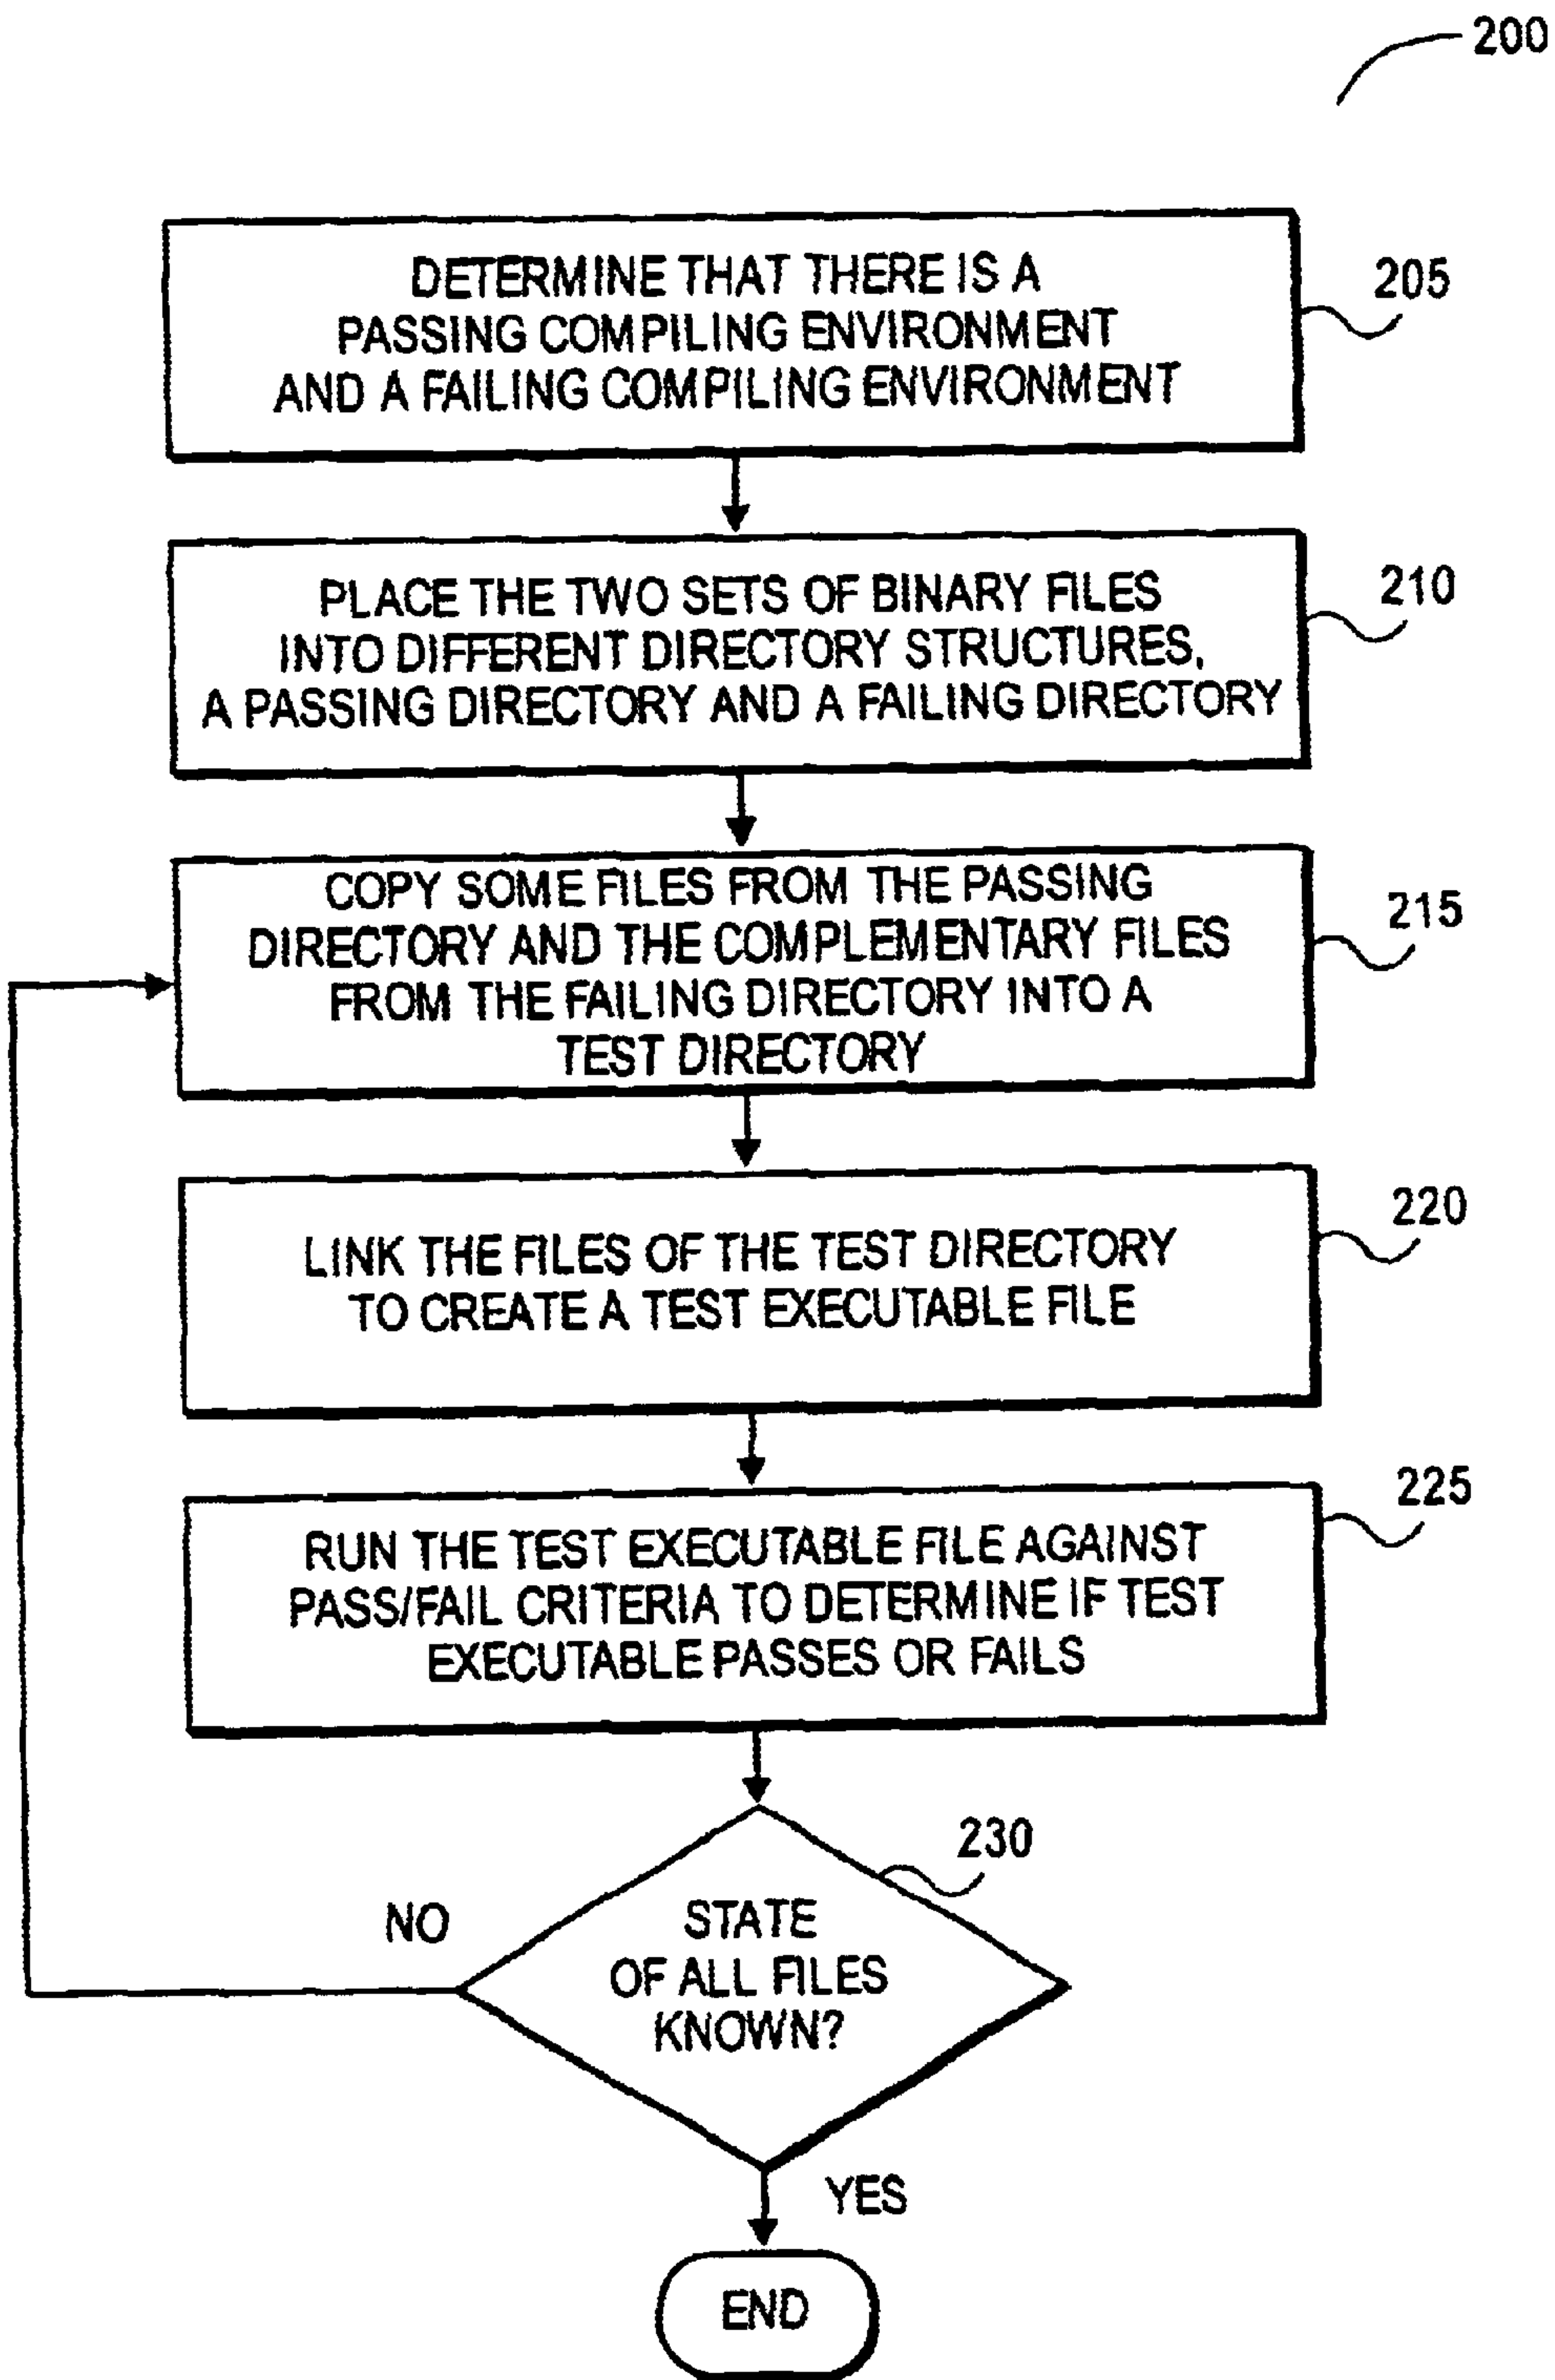 200
DETERMINE THAT THERE IS A
PASSING COMPILING ENVIRONMENT
AND A FAILING COMPILING ENVIRONMENT
205
PLACE THE TWO SETS OF BINARY FILES
INTO DIFFERENT DIRECTORY STRUCTURES,
A PASSING DIRECTORY AND A FAILING DIRECTORY
210
COPY SOME FILES FROM THE PASSING
DIRECTORY AND THE COMPLEMENTARY FILES
FROM THE FAILING DIRECTORY INTO A
TEST DIRECTORY
215
LINK THE FILES OF THE TEST DIRECTORY
TO CREATE A TEST EXECUTABLE FILE
220
RUN THE TEST EXECUTABLE FILE AGAINST
PASS/FAIL CRITERIA TO DETERMINE IF TEST
EXECUTABLE PASSES OR FAILS
225
230
NO
STATE
OF ALL FILES
KNOWN?
YES
END